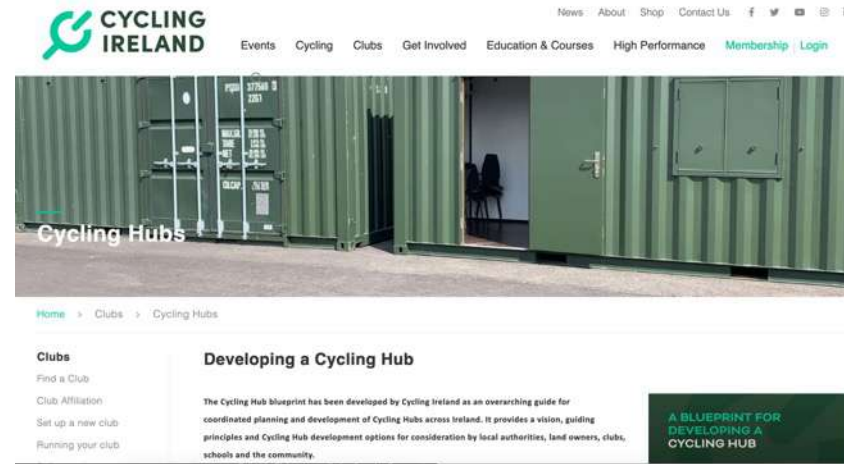 CYCLING
IRELAND
News About Shop Contact Us
Events Cycling Clubs Get Involved Education & Courses High Performance Membership | Login
Cycling Hubs
Home > Clubs > Cycling Hubs
Clubs
Find a Club
Club Affiliation
Set up a new club
Running your club
Developing a Cycling Hub
The Cycling Hub blueprint has been developed by Cycling Ireland as an overarching guide for
coordinated planning and development of Cycling Hubs across Ireland. It provides a vision, guiding
principles and Cycling Hub development options for consideration by local authorities, land owners, clubs,
schools and the community.
A BLUEPRINT FOR
DEVELOPING A
CYCLING HUB